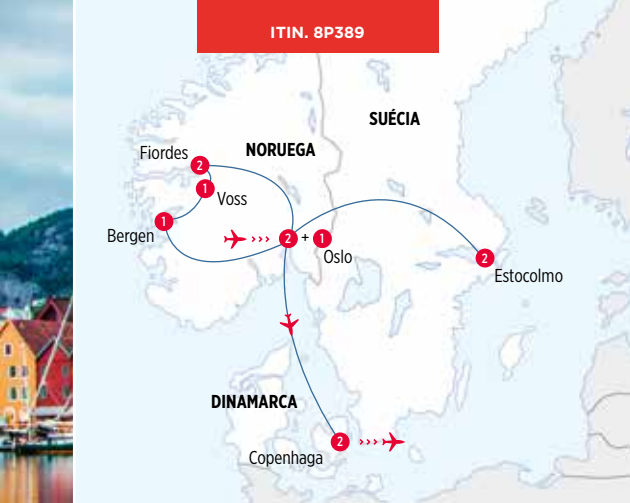 ITIN. 8P389
SUÉCIA
NORUEGA
Fiordes
2
1
Voss
1
Bergen
2 + 1
Oslo
2
Estocolmo
DINAMARCA
2
Copenhaga